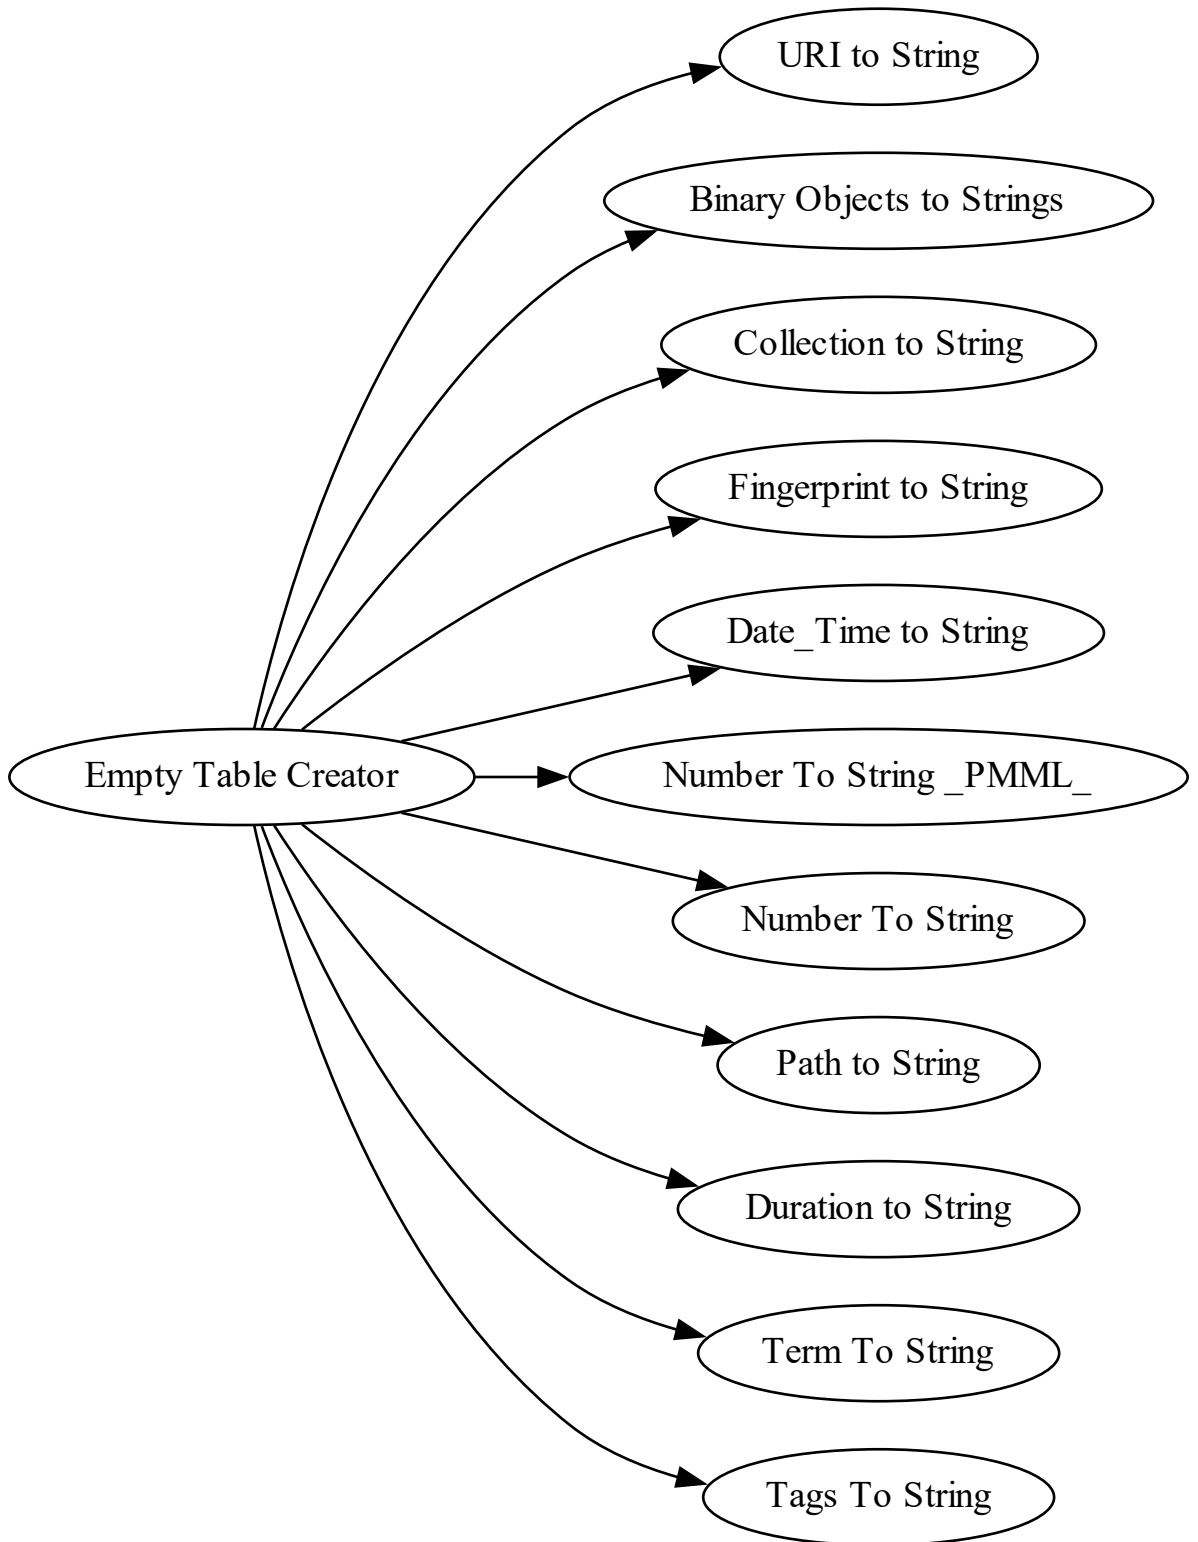 URI to String
Binary Objects to Strings
Collection to String
Fingerprint to String
Date_Time to String
Empty Table Creator
Number To String _PMML_
Number To String
Path to String
Duration to String
Term To String
Tags To String